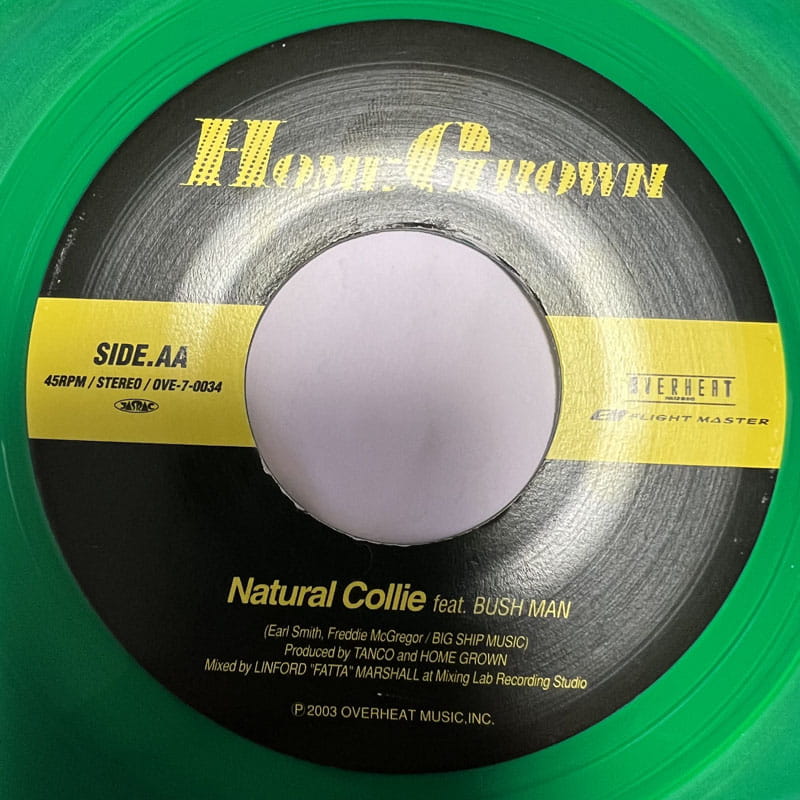 HOME GROWN
SIDE.AA
45RPM / STEREO / OVE-7-0034
JASRAC
OVERHEAT
FLIGHT MASTER
Natural Collie feat. BUSH MAN
(Earl Smith, Freddie McGregor / BIG SHIP MUSIC)
Produced by TANCO and HOME GROWN
Mixed by LINFORD "FATTA" MARSHALL at Mixing Lab Recording Studio
Ⓟ 2003 OVERHEAT MUSIC,INC.